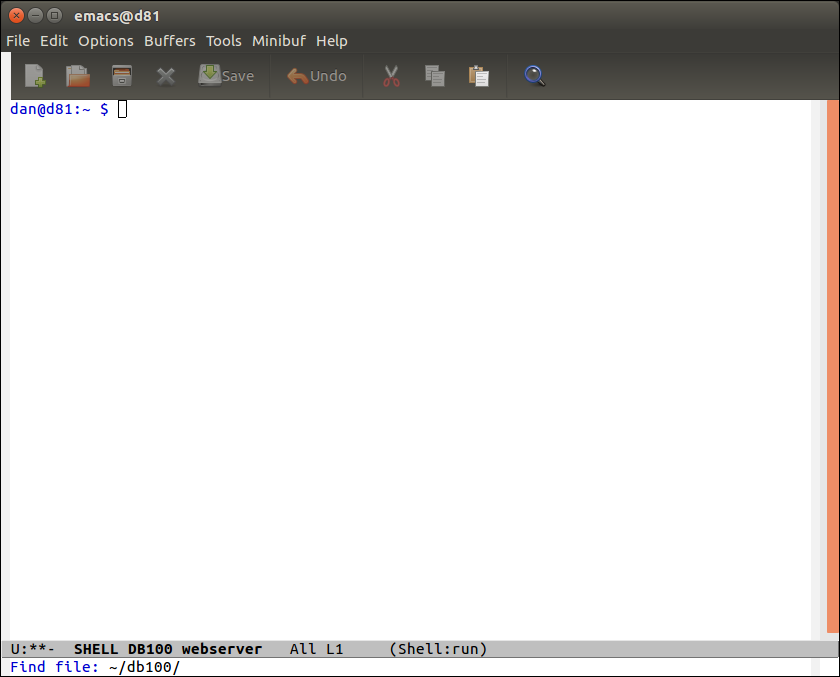 emacs@d81
File Edit Options Buffers Tools Minibuf Help
Save Undo
dan@d81:~ $
U:**-  SHELL DB100 webserver   All L1     (Shell:run)
Find file: ~/db100/